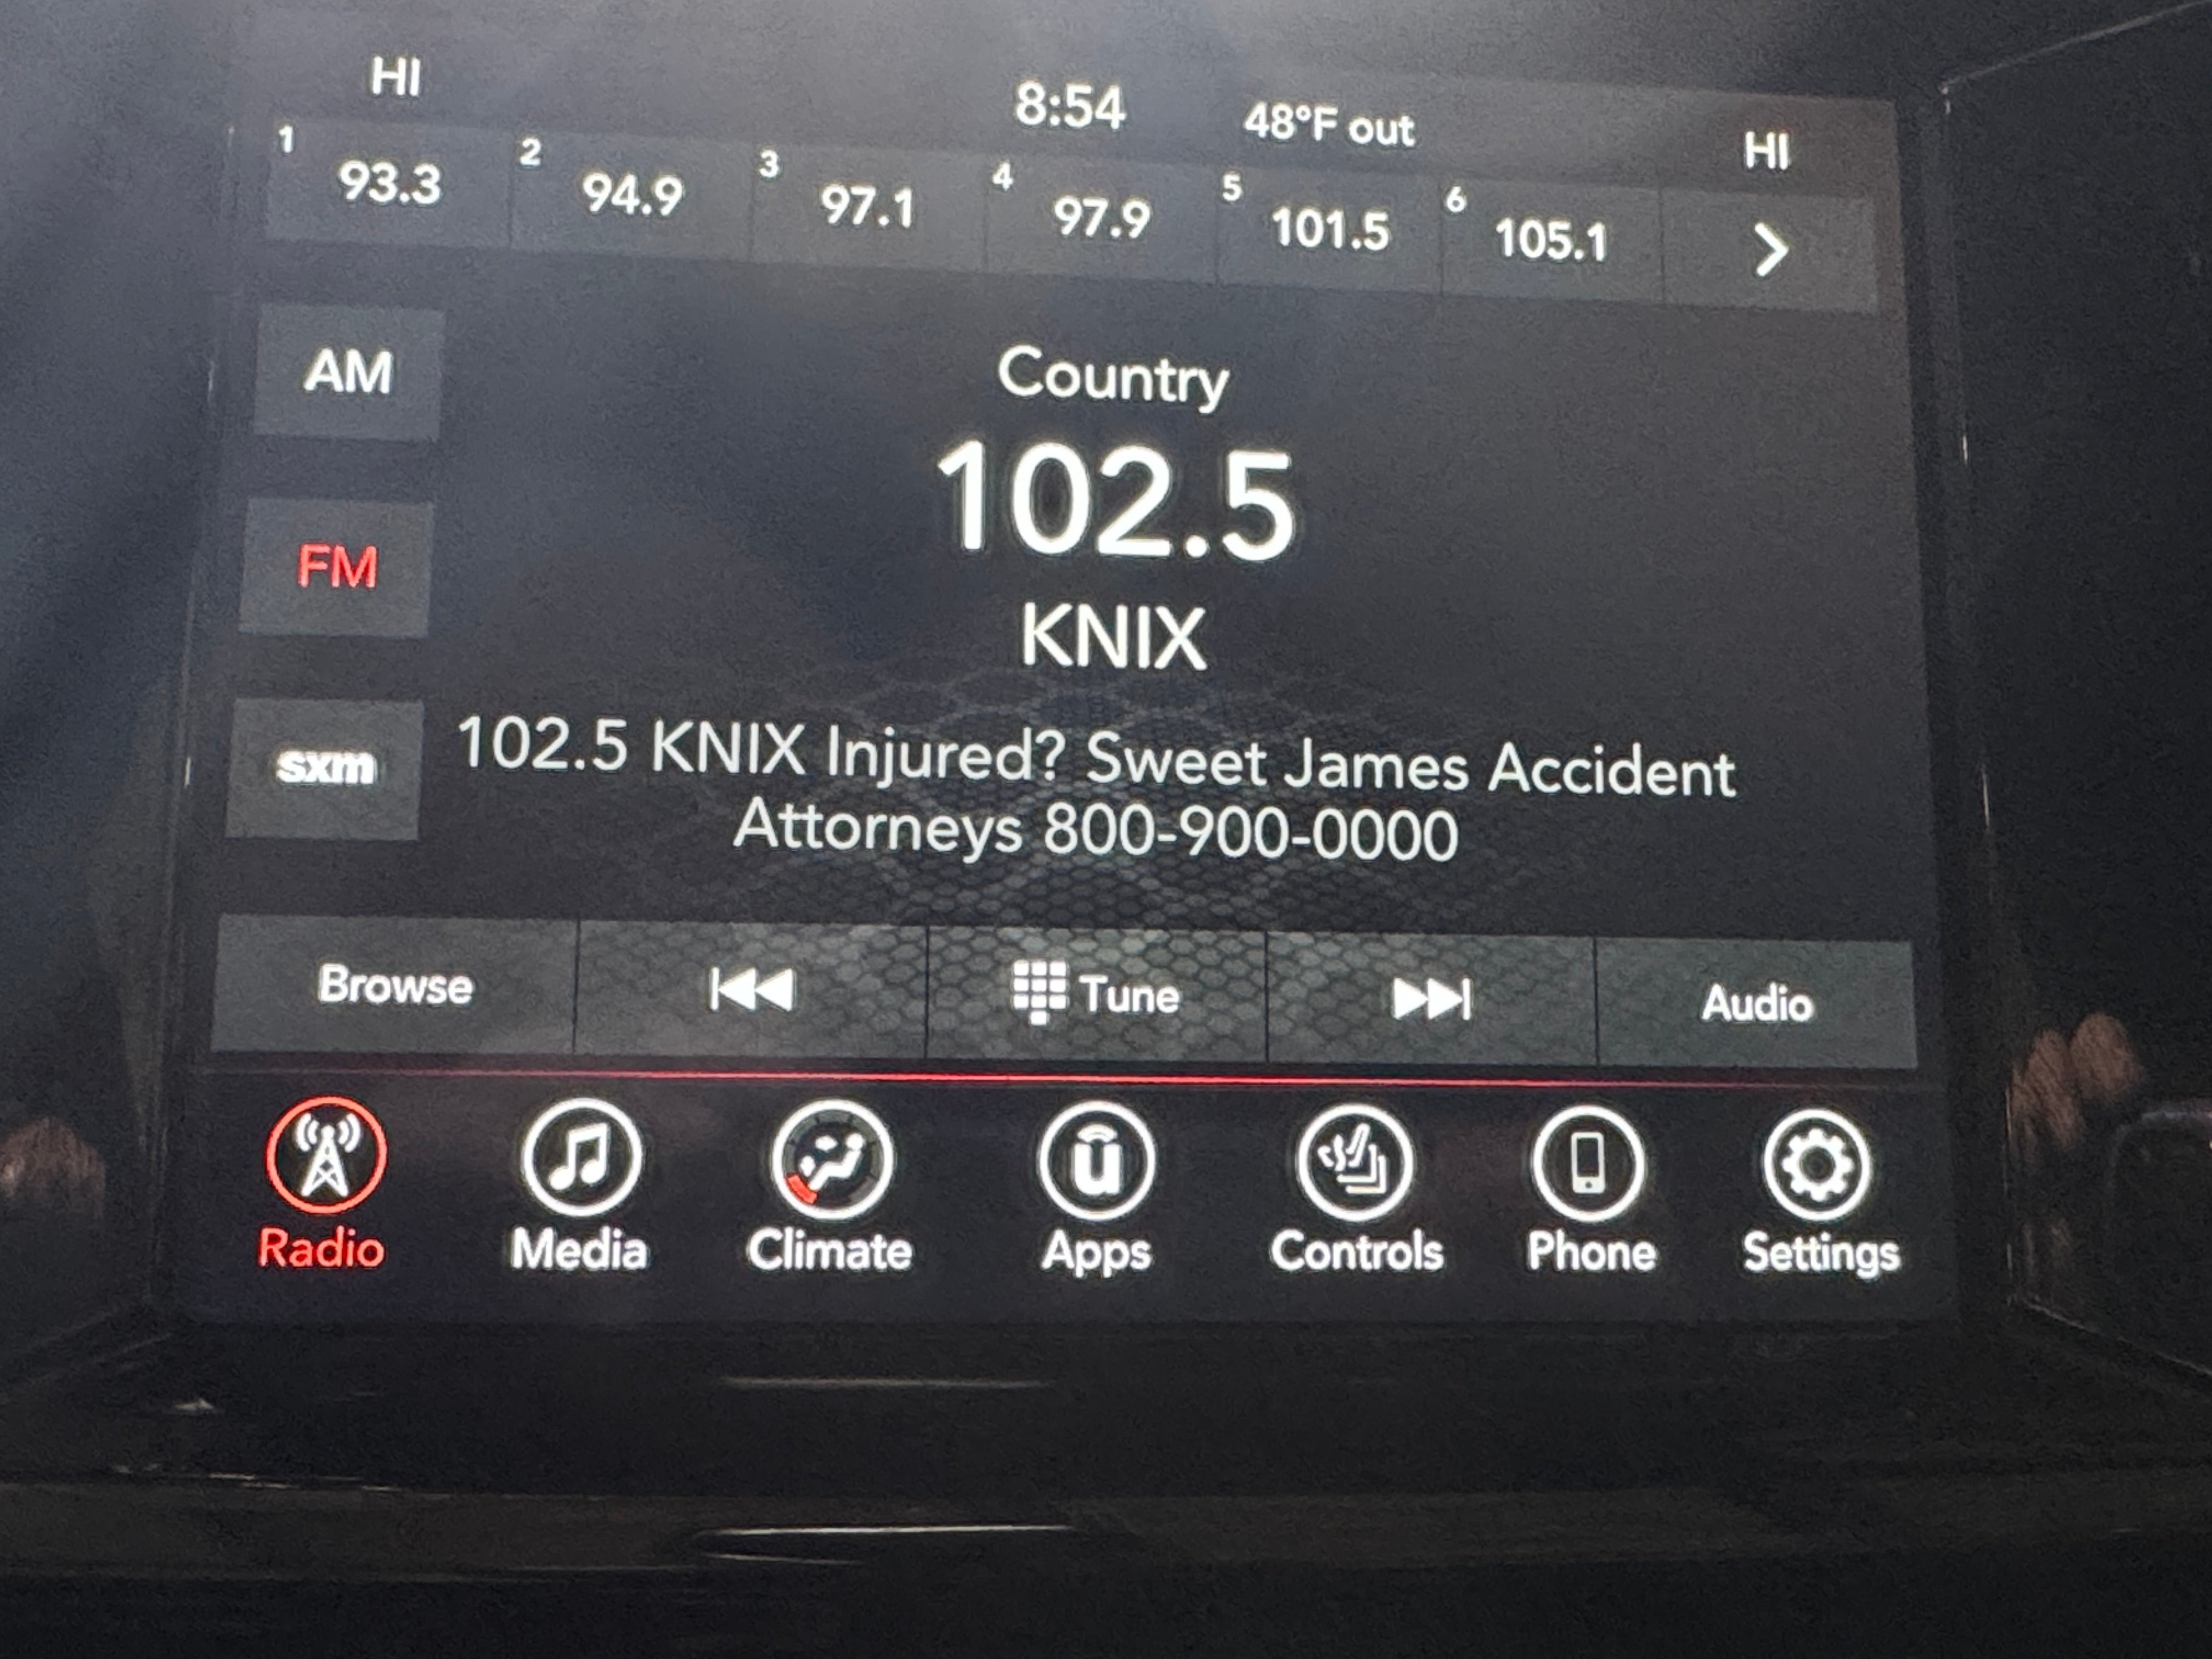 HI
8:54
48°F out
HI
1 93.3
2 94.9
3 97.1
4 97.9
5 101.5
6 105.1
AM
FM
sxm
Country
102.5
KNIX
102.5 KNIX Injured? Sweet James Accident
Attorneys 800-900-0000
Browse
Tune
Audio
u
Radio
Media
Climate
Apps
Controls
Phone
Settings